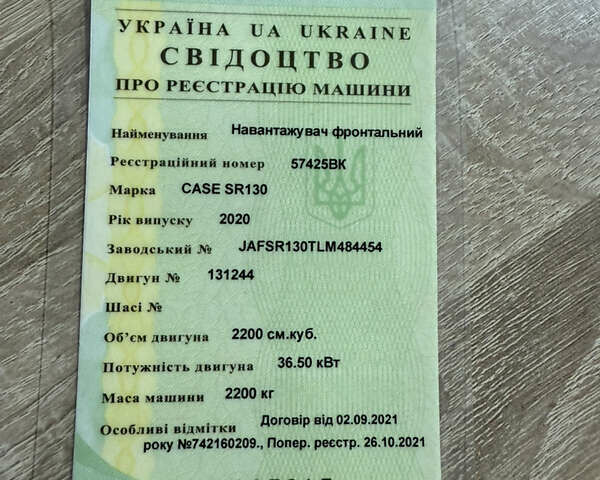 УКРАЇНА UA UKRAINE
СВІДОЦТВО
ПРО РЕЄСТРАЦІЮ МАШИНИ
Найменування Навантажувач фронтальний
Реєстраційний номер 57425ВК
Марка CASE SR130
Рік випуску 2020
Заводський № JAFSR130TLM484454
Двигун № 131244
Шасі №
Об'єм двигуна 2200 см.куб.
Потужність двигуна 36.50 кВт
Маса машини 2200 кг
Особливі відмітки Договір від 02.09.2021
року №742160209., Попер. реєстр. 26.10.2021